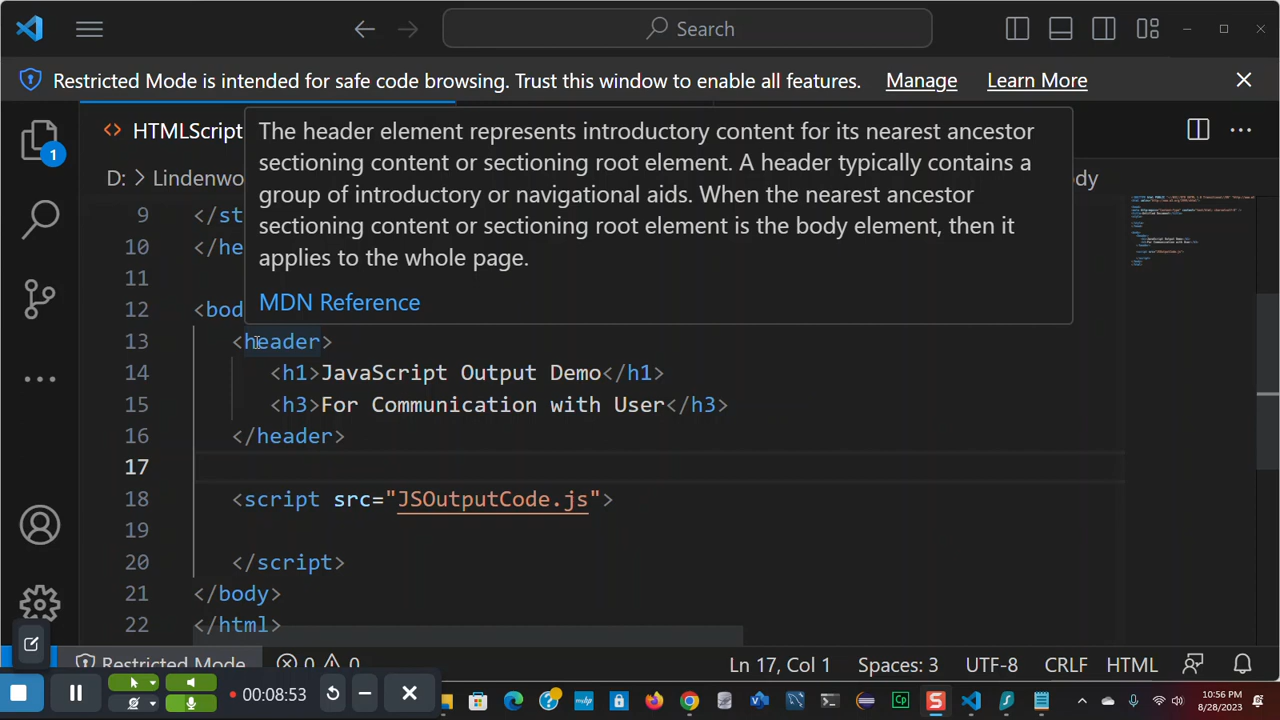 Search
Restricted Mode is intended for safe code browsing. Trust this window to enable all features. Manage Learn More
HTMLScript
The header element represents introductory content for its nearest ancestor
sectioning content or sectioning root element. A header typically contains a
group of introductory or navigational aids. When the nearest ancestor
sectioning content or sectioning root element is the body element, then it
applies to the whole page.
MDN Reference
1
D: > Lindenwo dy
9 </st
10 </he
11
12 <bod
13 <header>
14 <h1>JavaScript Output Demo</h1>
15 <h3>For Communication with User</h3>
16 </header>
17
18 <script src="JSOutputCode.js">
19
20 </script>
21 </body>
22 </html>
Restricted Mode 0 0 Ln 17, Col 1 Spaces: 3 UTF-8 CRLF HTML
00:08:53
10:56 PM
8/28/2023